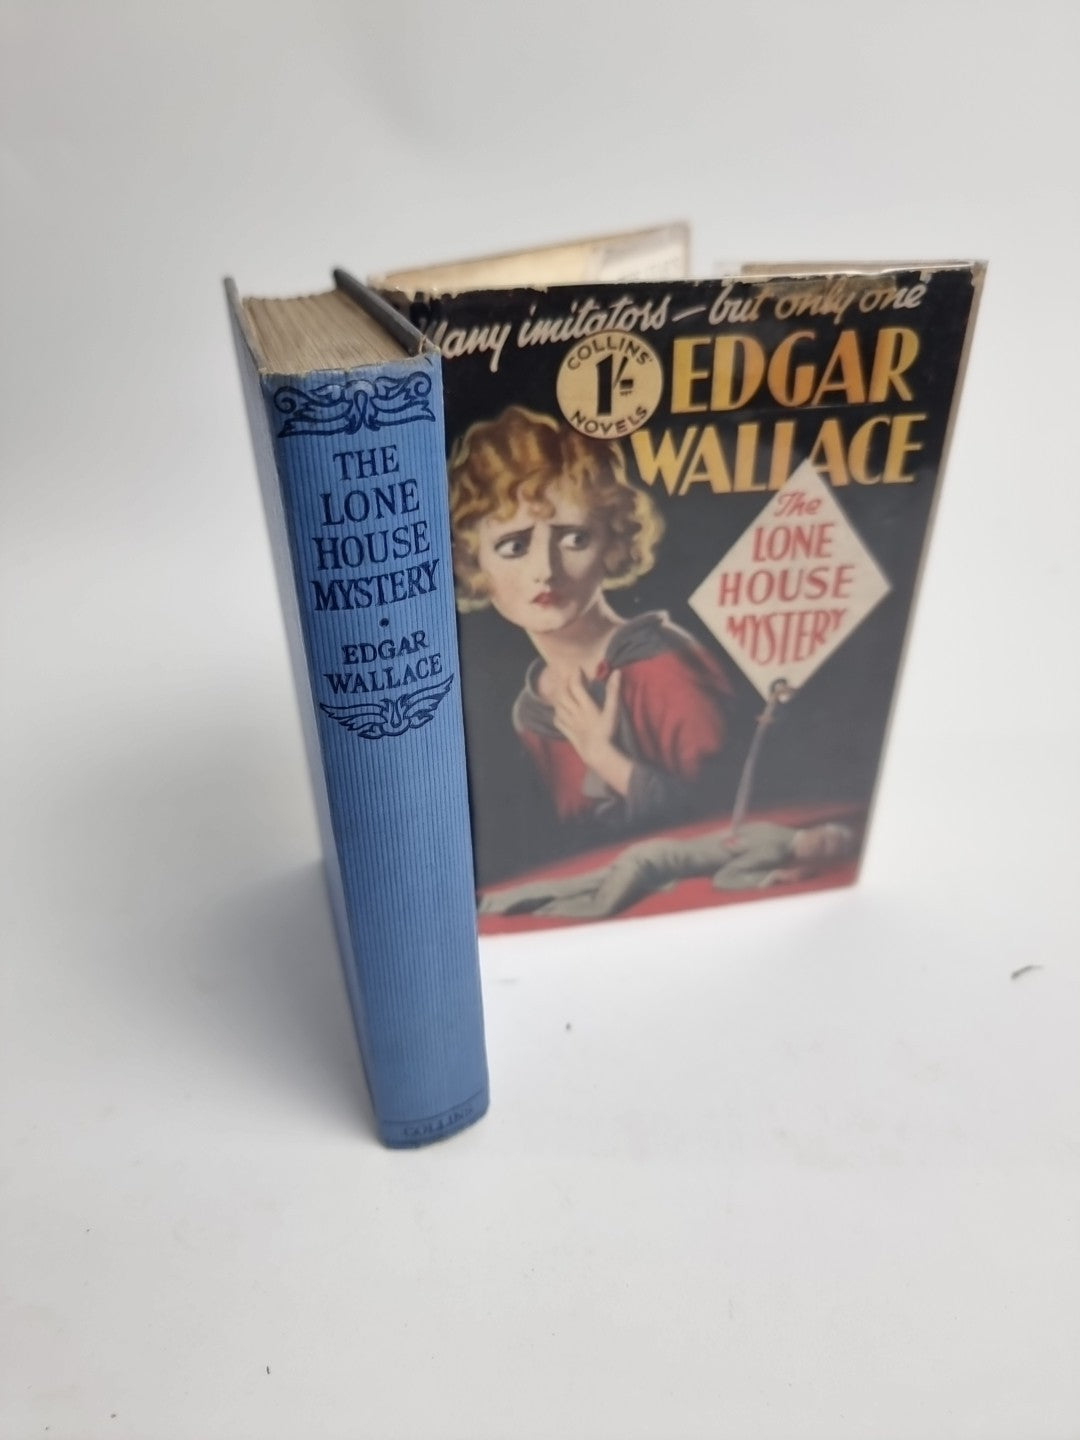 THE
LONE
HOUSE
MYSTERY
•
EDGAR
WALLACE
COLLINS
Many imitators — but only one
COLLINS'
1/-
NOVELS
EDGAR
WALLACE
The
LONE
HOUSE
MYSTERY